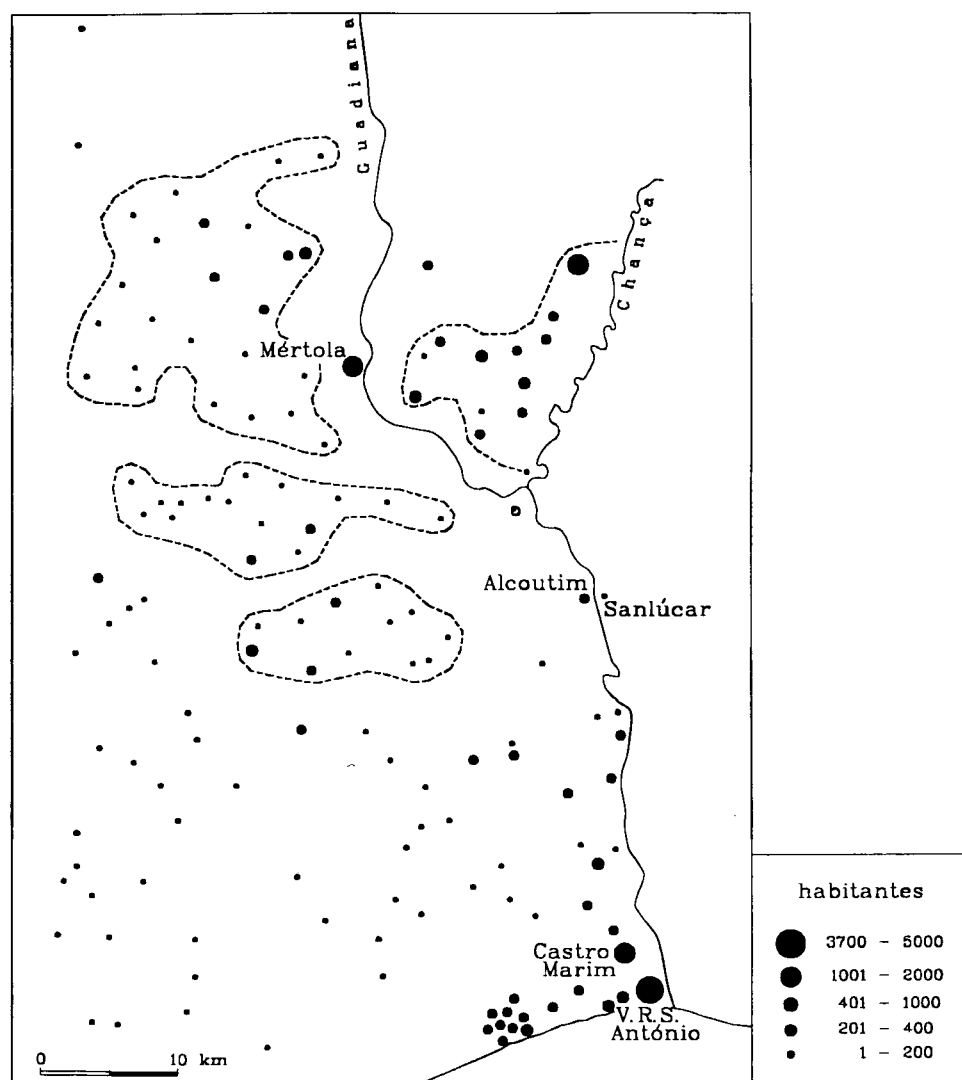 Guadiana
Chança
Mértola
Alcoutim
Sanlúcar
Castro
Marim
V.R.S.
António
0 10 km
habitantes
3700 - 5000
1001 - 2000
401 - 1000
201 - 400
1 - 200